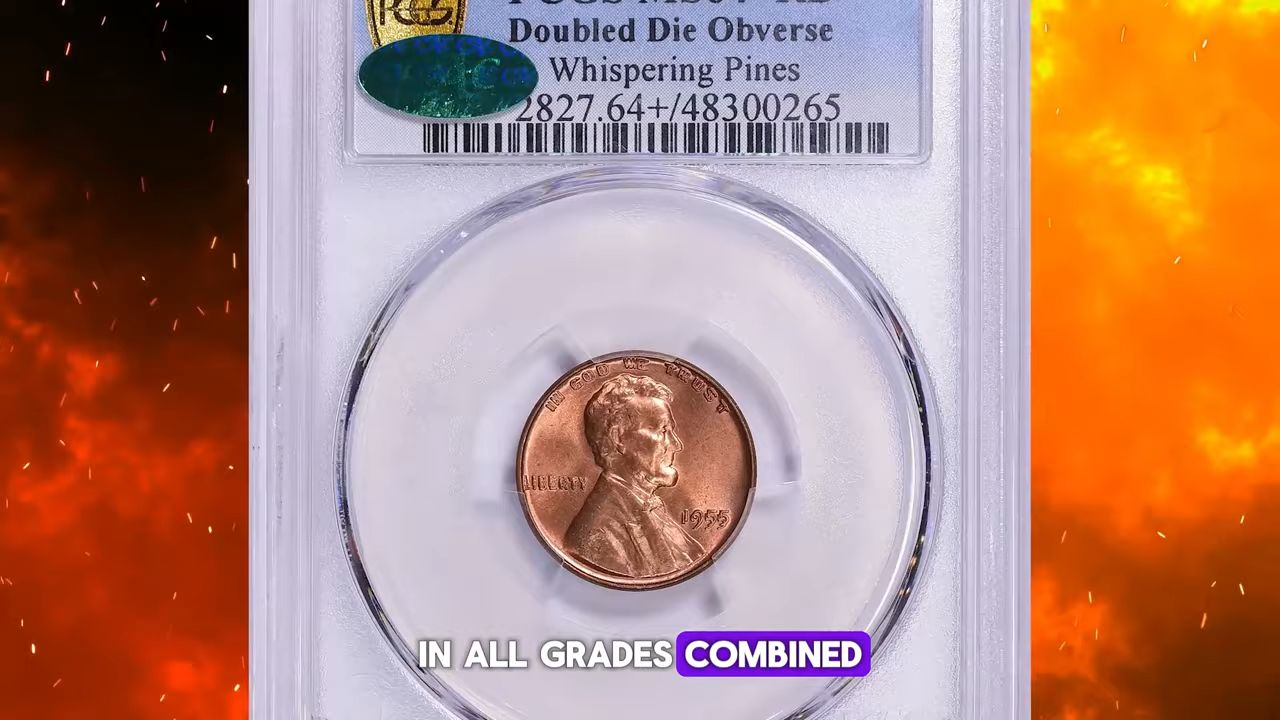 Doubled Die Obverse
Whispering Pines
2827.64+/48300265
IN GOD WE TRUST
LIBERTY
1955
IN ALL GRADES COMBINED